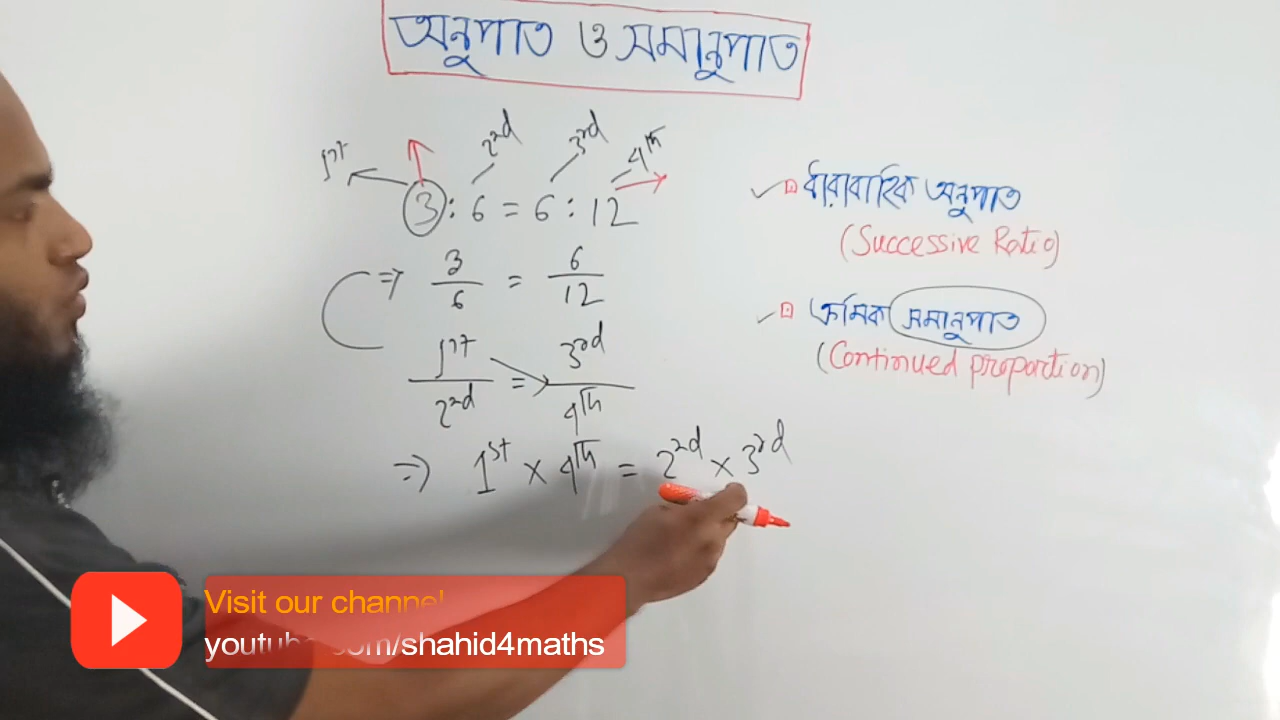 অনুপাত ও সমানুপাত
1st 2nd 3rd 4th
3 : 6 = 6 : 12
⇒ 3/6 = 6/12
1st/2nd = 3rd/4th
⇒ 1st × 4th = 2nd × 3rd
ধারাবাহিক অনুপাত
(Successive Ratio)
ক্রমিক সমানুপাত
(Continued proportion)
Visit our channel
youtube.com/shahid4maths